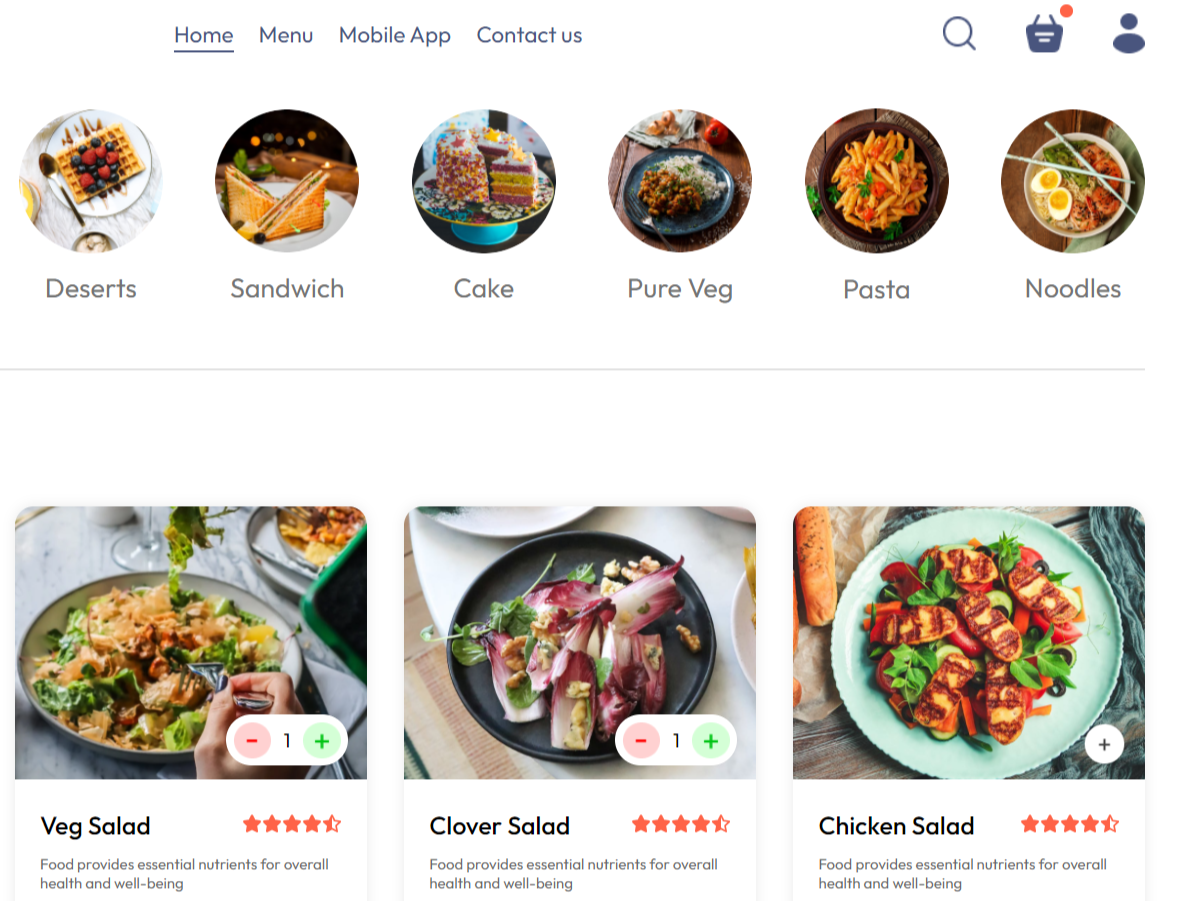 Home Menu Mobile App Contact us
Deserts Sandwich Cake Pure Veg Pasta Noodles
1 1
Veg Salad
Food provides essential nutrients for overall
health and well-being
Clover Salad
Food provides essential nutrients for overall
health and well-being
Chicken Salad
Food provides essential nutrients for overall
health and well-being